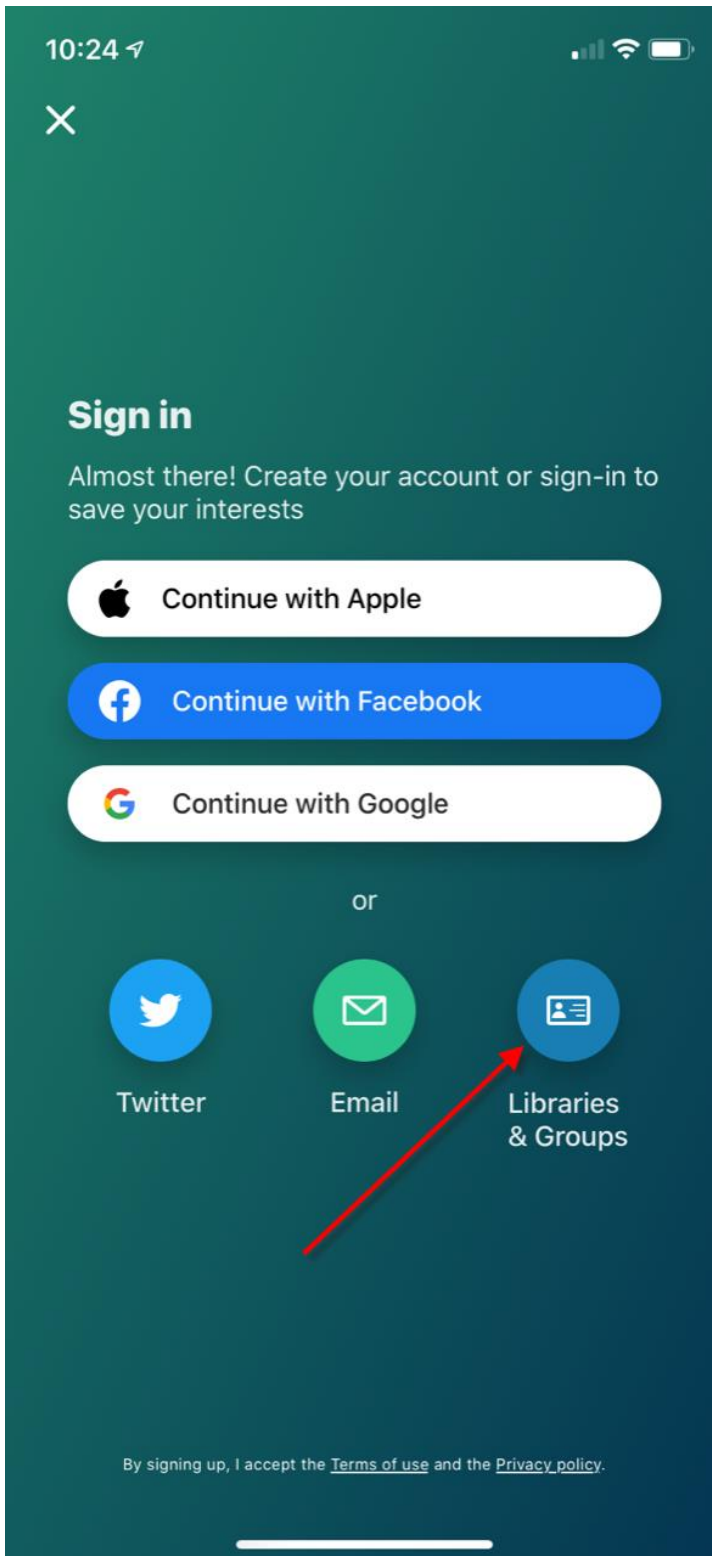 10:24
Sign in
Almost there! Create your account or sign-in to
save your interests
Continue with Apple
Continue with Facebook
Continue with Google
or
Twitter
Email
Libraries
& Groups
By signing up, I accept the Terms of use and the Privacy policy.